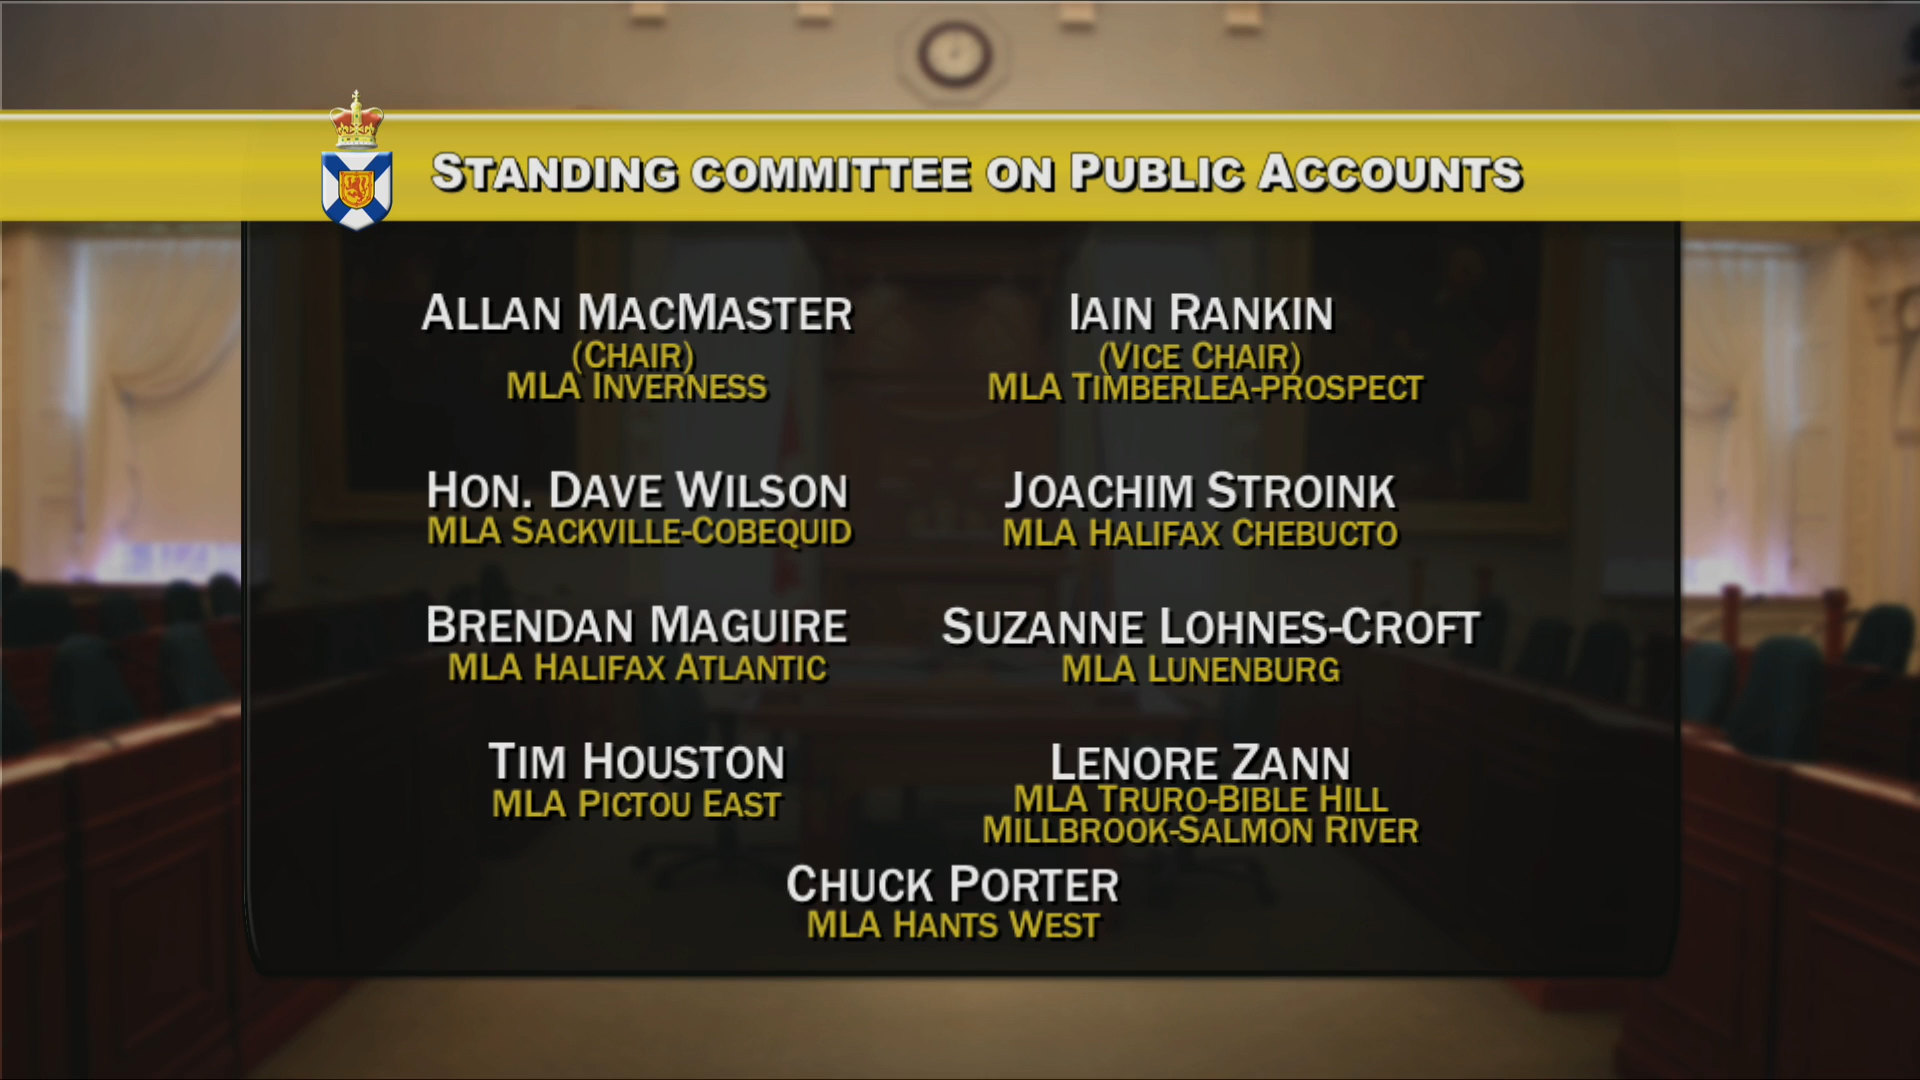 STANDING COMMITTEE ON PUBLIC ACCOUNTS
ALLAN MACMASTER
(CHAIR)
MLA INVERNESS
IAIN RANKIN
(VICE CHAIR)
MLA TIMBERLEA-PROSPECT
HON. DAVE WILSON
MLA SACKVILLE-COBEQUID
JOACHIM STROINK
MLA HALIFAX CHEBUCTO
BRENDAN MAGUIRE
MLA HALIFAX ATLANTIC
SUZANNE LOHNES-CROFT
MLA LUNENBURG
TIM HOUSTON
MLA PICTOU EAST
LENORE ZANN
MLA TRURO-BIBLE HILL
MILLBROOK-SALMON RIVER
CHUCK PORTER
MLA HANTS WEST